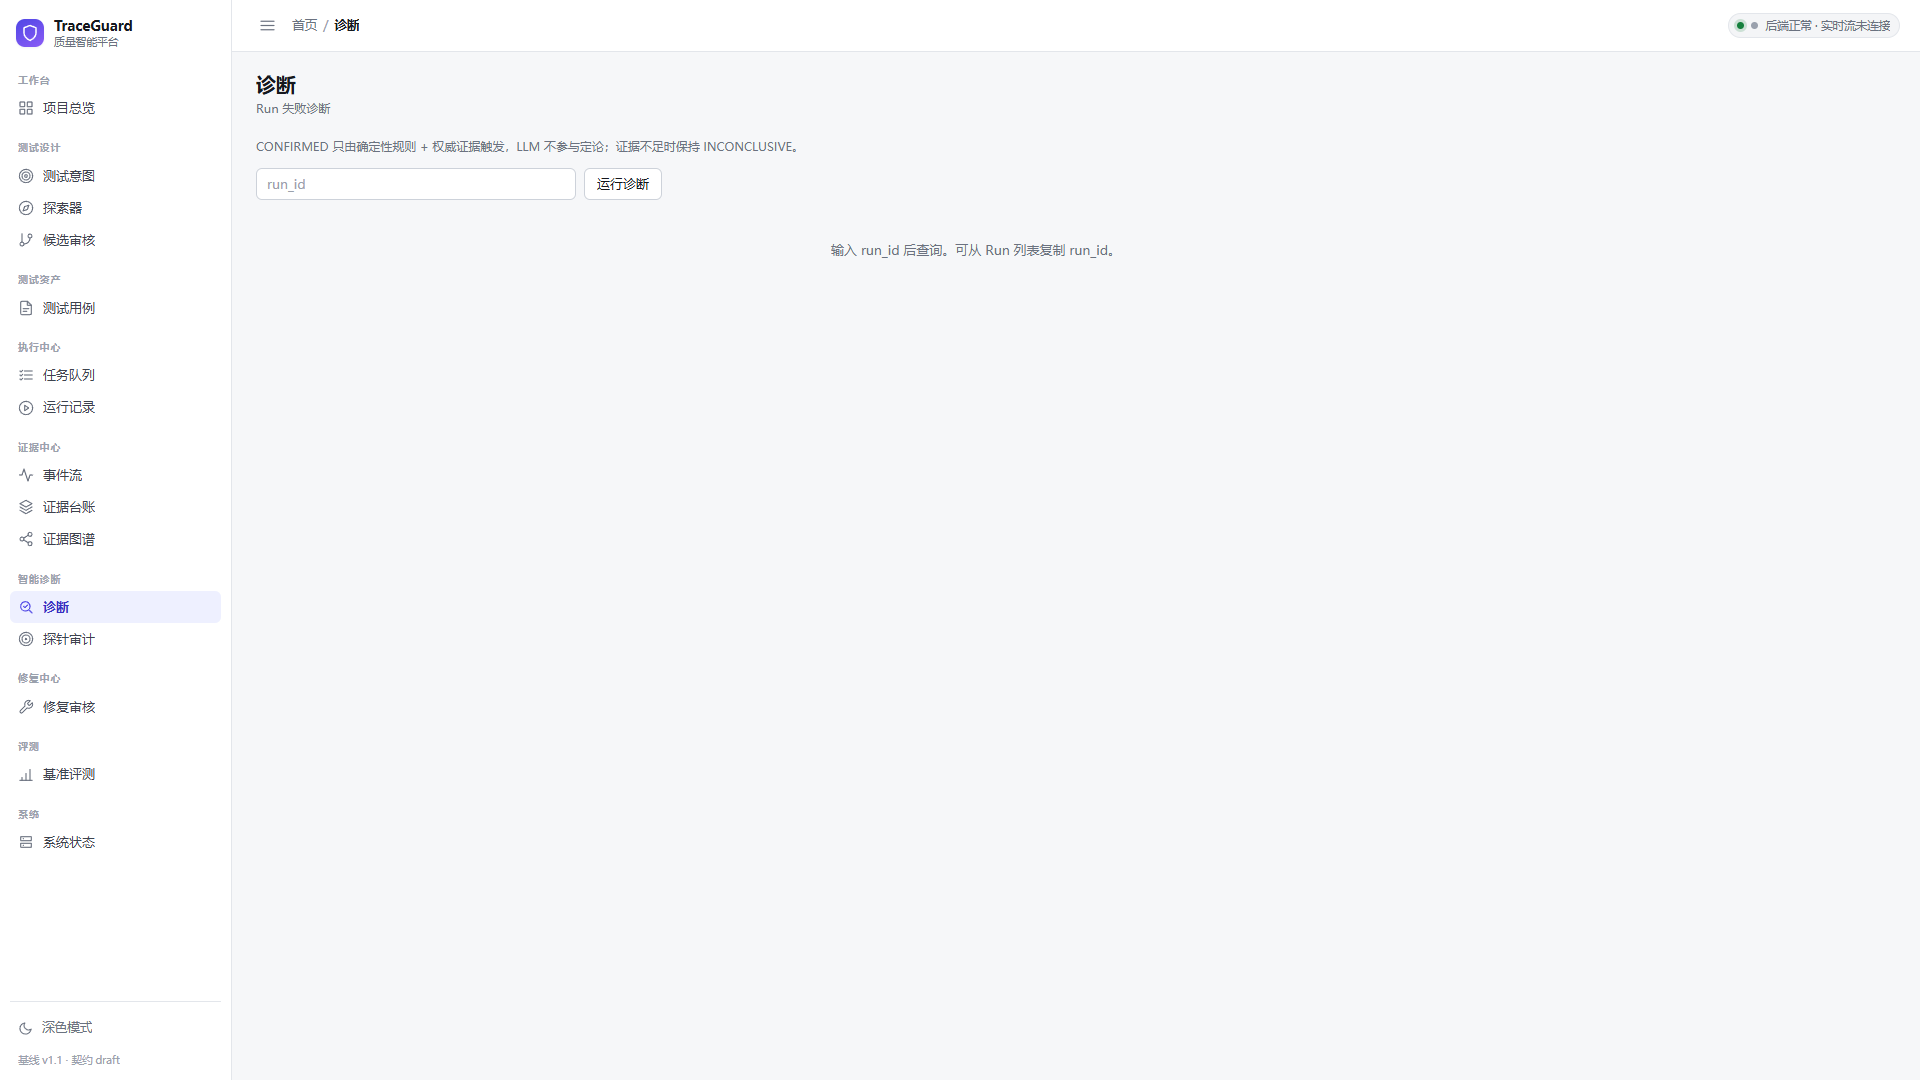 TraceGuard
质量智能平台
工作台
项目总览
测试设计
测试意图
探索器
候选审核
测试资产
测试用例
执行中心
任务队列
运行记录
证据中心
事件流
证据台账
证据图谱
智能诊断
诊断
探针审计
修复中心
修复审核
评测
基准评测
系统
系统状态
深色模式
基线 v1.1 · 契约 draft
首页 / 诊断
后端正常 · 实时流未连接
诊断
Run 失败诊断
CONFIRMED 只由确定性规则 + 权威证据触发，LLM 不参与定论；证据不足时保持 INCONCLUSIVE。
run_id
运行诊断
输入 run_id 后查询。可从 Run 列表复制 run_id。